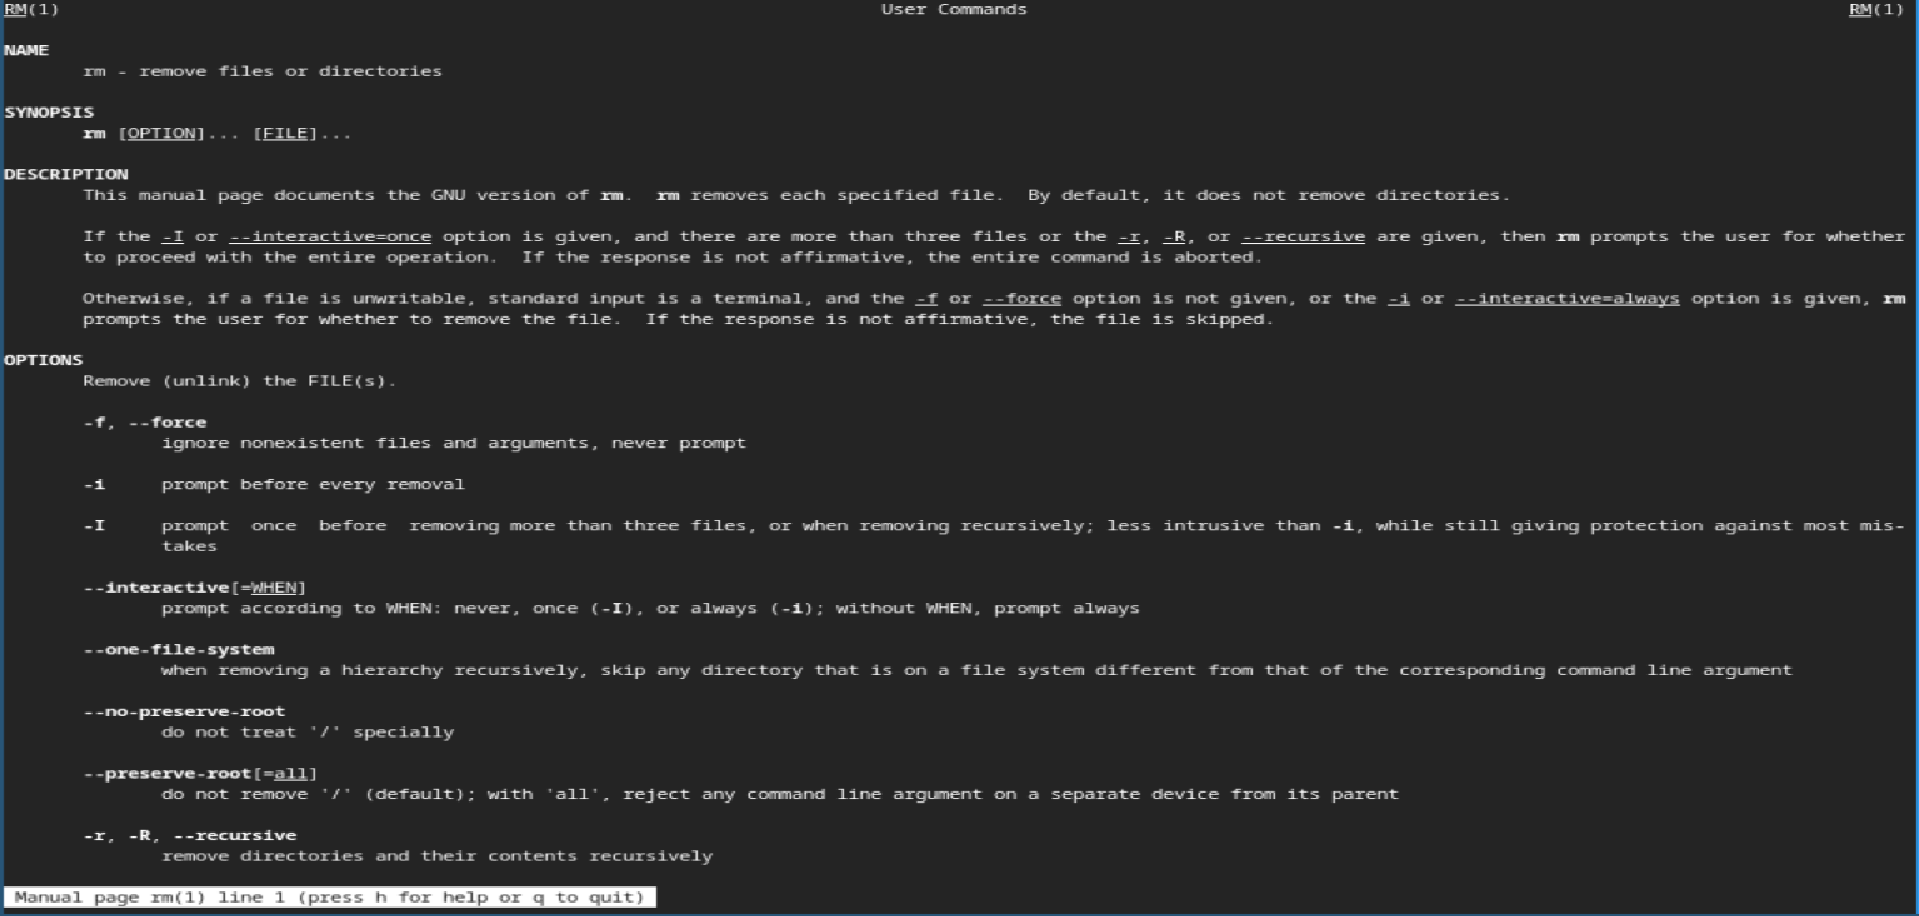 RM(1) User Commands RM(1)
NAME
rm - remove files or directories
SYNOPSIS
rm [OPTION]... [FILE]...
DESCRIPTION
This manual page documents the GNU version of rm.  rm removes each specified file.  By default, it does not remove directories.
If the -I or --interactive=once option is given, and there are more than three files or the -r, -R, or --recursive are given, then rm prompts the user for whether
to proceed with the entire operation.  If the response is not affirmative, the entire command is aborted.
Otherwise, if a file is unwritable, standard input is a terminal, and the -f or --force option is not given, or the -i or --interactive=always option is given, rm
prompts the user for whether to remove the file.  If the response is not affirmative, the file is skipped.
OPTIONS
Remove (unlink) the FILE(s).
-f, --force
ignore nonexistent files and arguments, never prompt
-i     prompt before every removal
-I     prompt  once  before  removing more than three files, or when removing recursively; less intrusive than -i, while still giving protection against most mis-
takes
--interactive[=WHEN]
prompt according to WHEN: never, once (-I), or always (-i); without WHEN, prompt always
--one-file-system
when removing a hierarchy recursively, skip any directory that is on a file system different from that of the corresponding command line argument
--no-preserve-root
do not treat '/' specially
--preserve-root[=all]
do not remove '/' (default); with 'all', reject any command line argument on a separate device from its parent
-r, -R, --recursive
remove directories and their contents recursively
Manual page rm(1) line 1 (press h for help or q to quit)